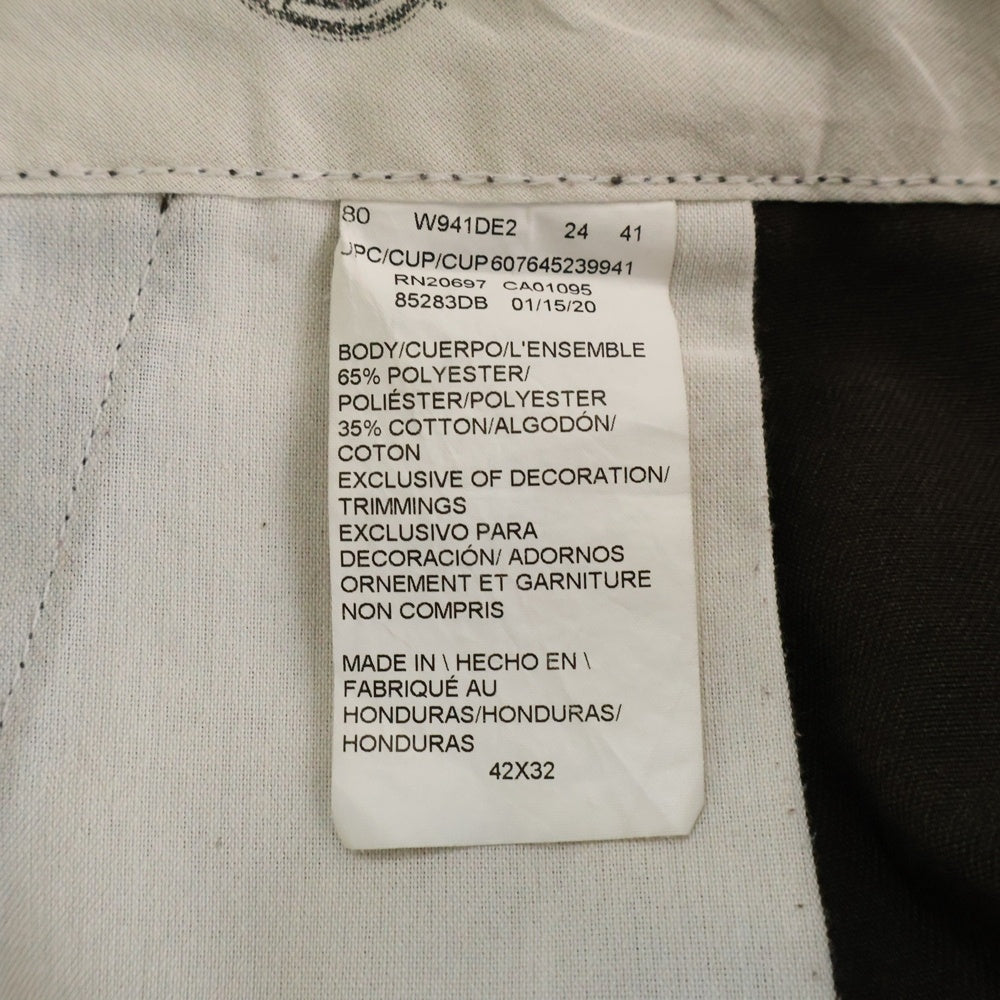 80 W941DE2 24 41
UPC/CUP/CUP 607645239941
RN20697 CA01095
85283DB 01/15/20
BODY/CUERPO/L'ENSEMBLE
65% POLYESTER/
POLIÉSTER/POLYESTER
35% COTTON/ALGODÓN/
COTON
EXCLUSIVE OF DECORATION/
TRIMMINGS
EXCLUSIVO PARA
DECORACIÓN/ ADORNOS
ORNEMENT ET GARNITURE
NON COMPRIS
MADE IN \ HECHO EN \
FABRIQUÉ AU
HONDURAS/HONDURAS/
HONDURAS
42X32